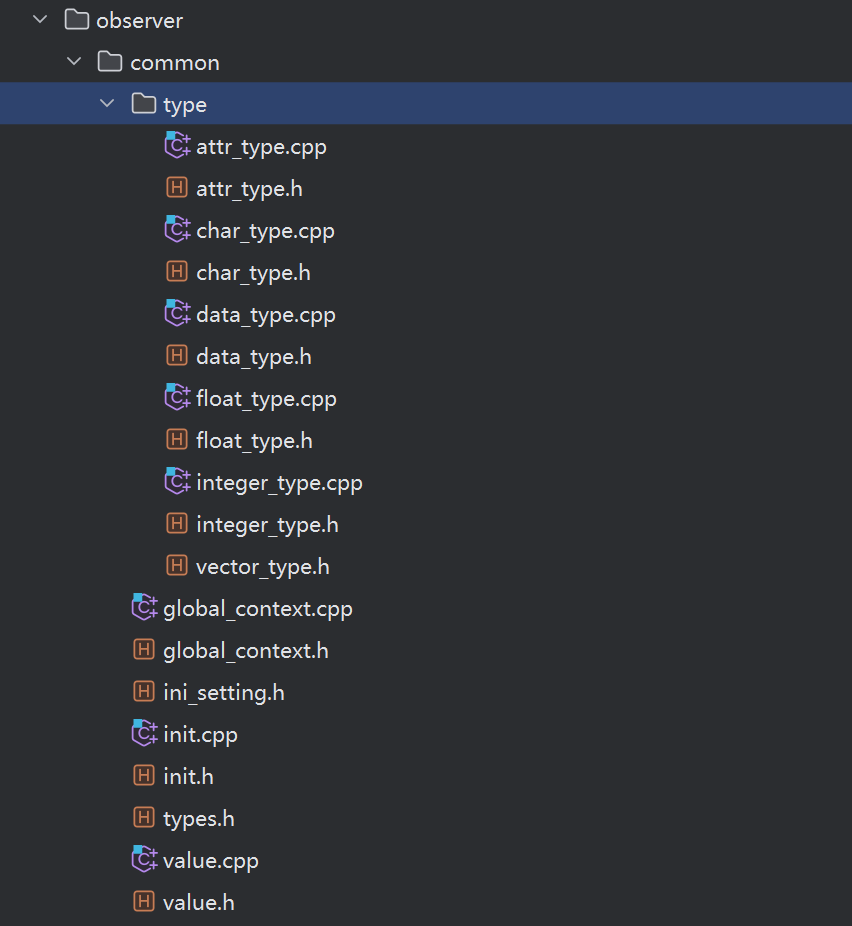 observer
common
type
attr_type.cpp
attr_type.h
char_type.cpp
char_type.h
data_type.cpp
data_type.h
float_type.cpp
float_type.h
integer_type.cpp
integer_type.h
vector_type.h
global_context.cpp
global_context.h
ini_setting.h
init.cpp
init.h
types.h
value.cpp
value.h